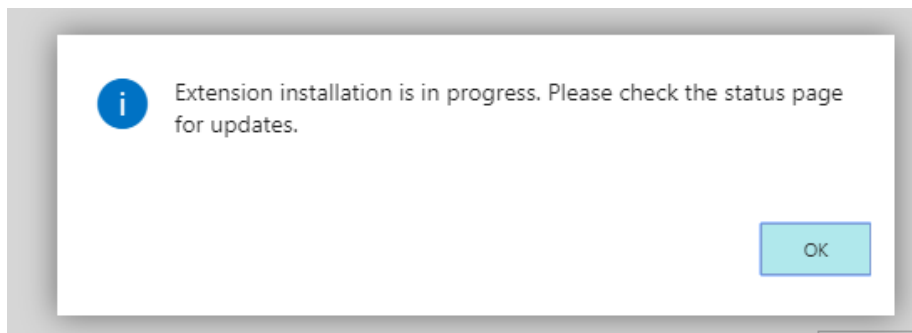 Extension installation is in progress. Please check the status page
for updates.
OK